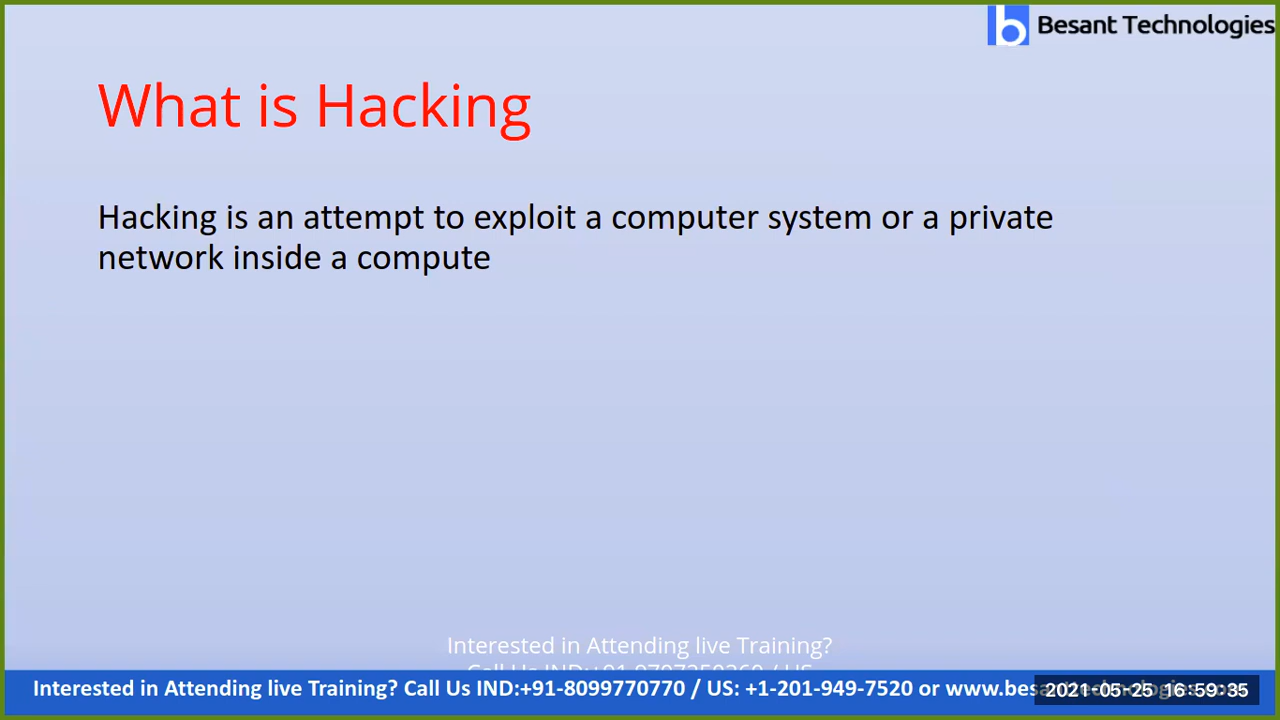 Besant Technologies
What is Hacking
Hacking is an attempt to exploit a computer system or a private
network inside a compute
Interested in Attending live Training?
Interested in Attending live Training? Call Us IND:+91-8099770770 / US: +1-201-949-7520 or
2021-05-25 16:59:35